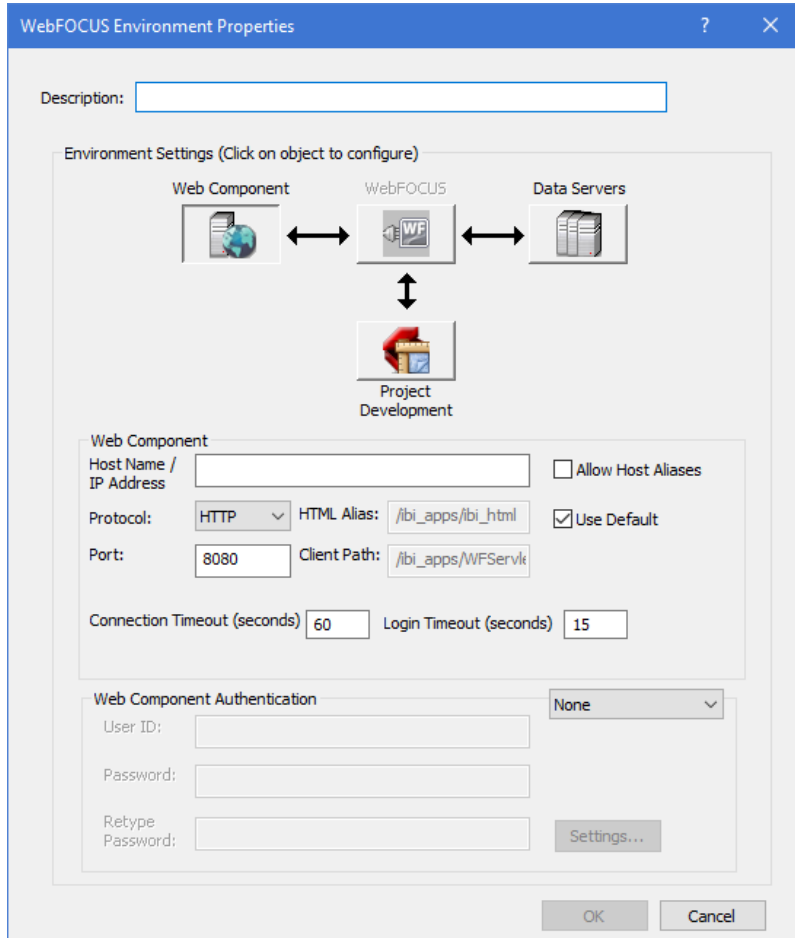 WebFOCUS Environment Properties ? ×
Description:
Environment Settings (Click on object to configure)
Web Component WebFOCUS Data Servers
WF
Project
Development
Web Component
Host Name /
IP Address
Allow Host Aliases
Protocol: HTTP HTML Alias: /ibi_apps/ibi_html Use Default
Port: 8080 Client Path: /ibi_apps/WFServle
Connection Timeout (seconds) 60 Login Timeout (seconds) 15
Web Component Authentication None
User ID:
Password:
Retype
Password:
Settings...
OK Cancel